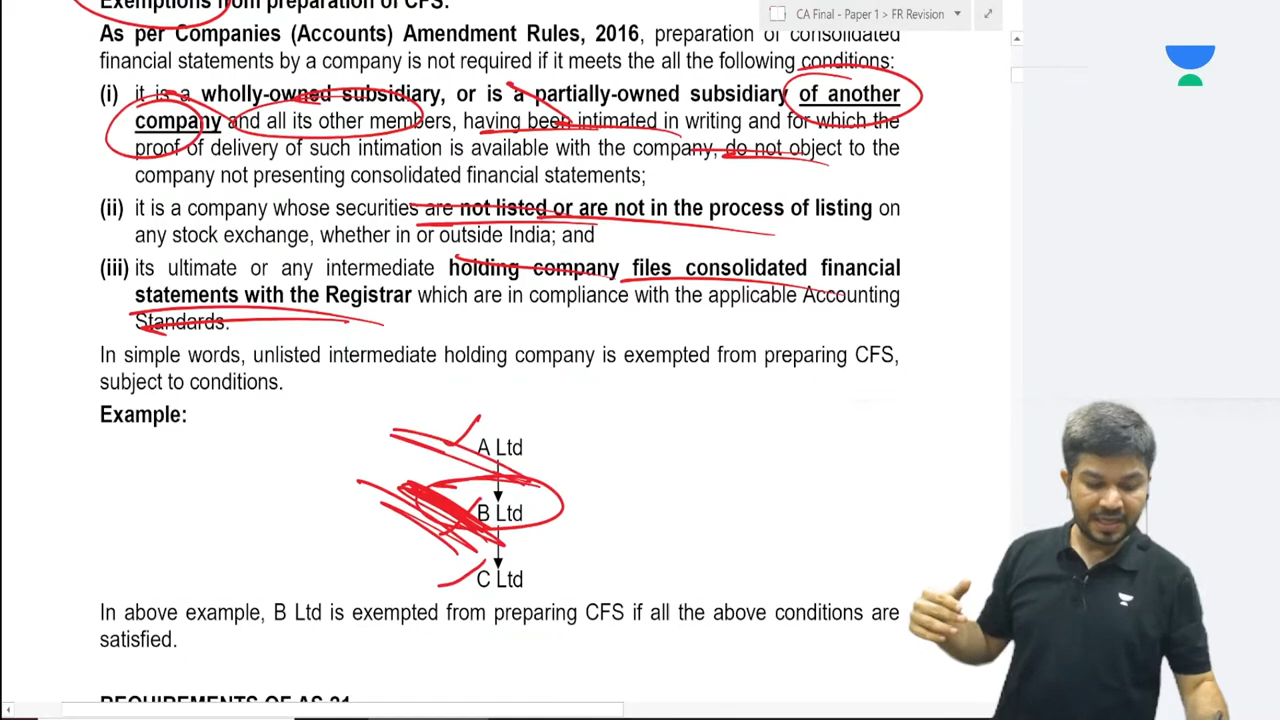 Exemptions from preparation of CFS:
CA Final - Paper 1 > FR Revision
As per Companies (Accounts) Amendment Rules, 2016, preparation of consolidated
financial statements by a company is not required if it meets the all the following conditions:
(i) it is a wholly-owned subsidiary, or is a partially-owned subsidiary of another
company and all its other members, having been intimated in writing and for which the
proof of delivery of such intimation is available with the company, do not object to the
company not presenting consolidated financial statements;
(ii) it is a company whose securities are not listed or are not in the process of listing on
any stock exchange, whether in or outside India; and
(iii) its ultimate or any intermediate holding company files consolidated financial
statements with the Registrar which are in compliance with the applicable Accounting
Standards.
In simple words, unlisted intermediate holding company is exempted from preparing CFS,
subject to conditions.
Example:
A Ltd
B Ltd
C Ltd
In above example, B Ltd is exempted from preparing CFS if all the above conditions are
satisfied.
REQUIREMENTS OF AS 21